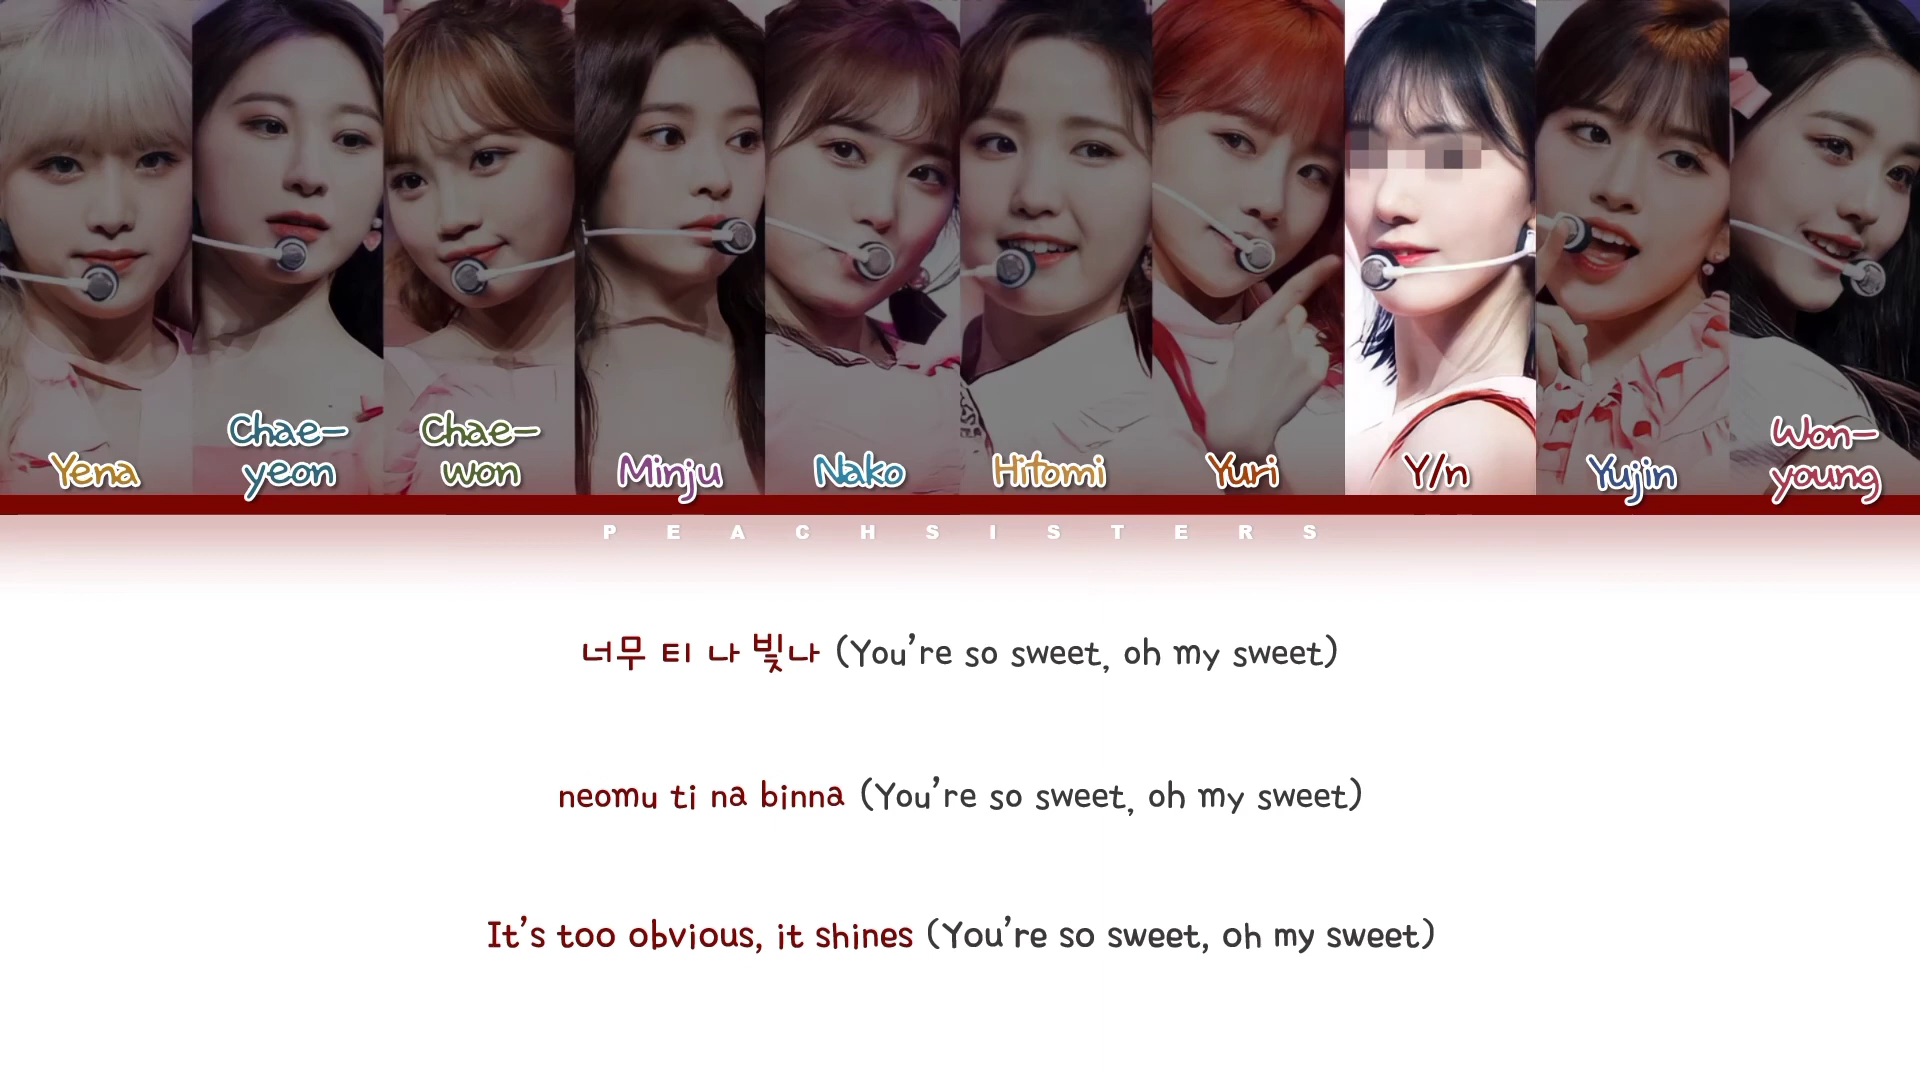 Yena
Chae-
yeon
Chae-
won
Minju
Nako
Hitomi
Yuri
Y/n
Yujin
Won-
young
PEACHSISTERS
너무 티 나 빛나 (You're so sweet, oh my sweet)
neomu ti na binna (You're so sweet, oh my sweet)
It's too obvious, it shines (You're so sweet, oh my sweet)